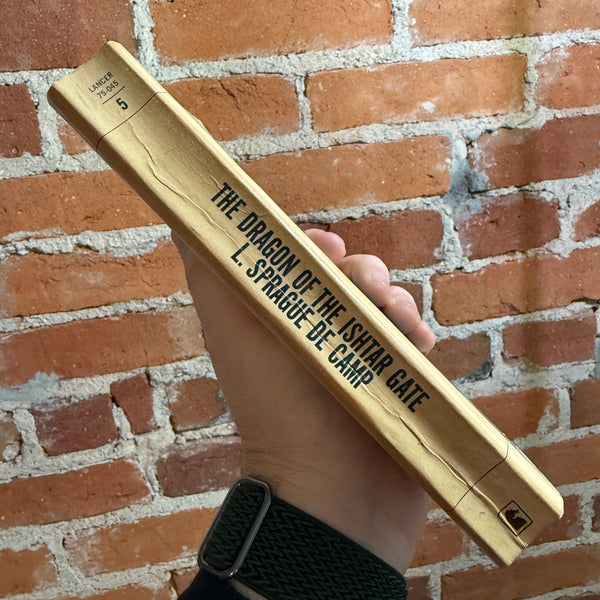 LANCER
75-045
5
THE DRAGON OF THE ISHTAR GATE
L. SPRAGUE DE CAMP